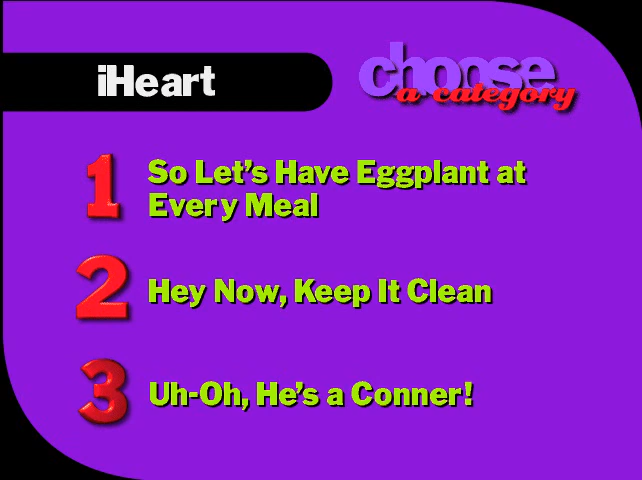 iHeart
choose
a category
1 So Let's Have Eggplant at
Every Meal
2 Hey Now, Keep It Clean
3 Uh-Oh, He's a Conner!